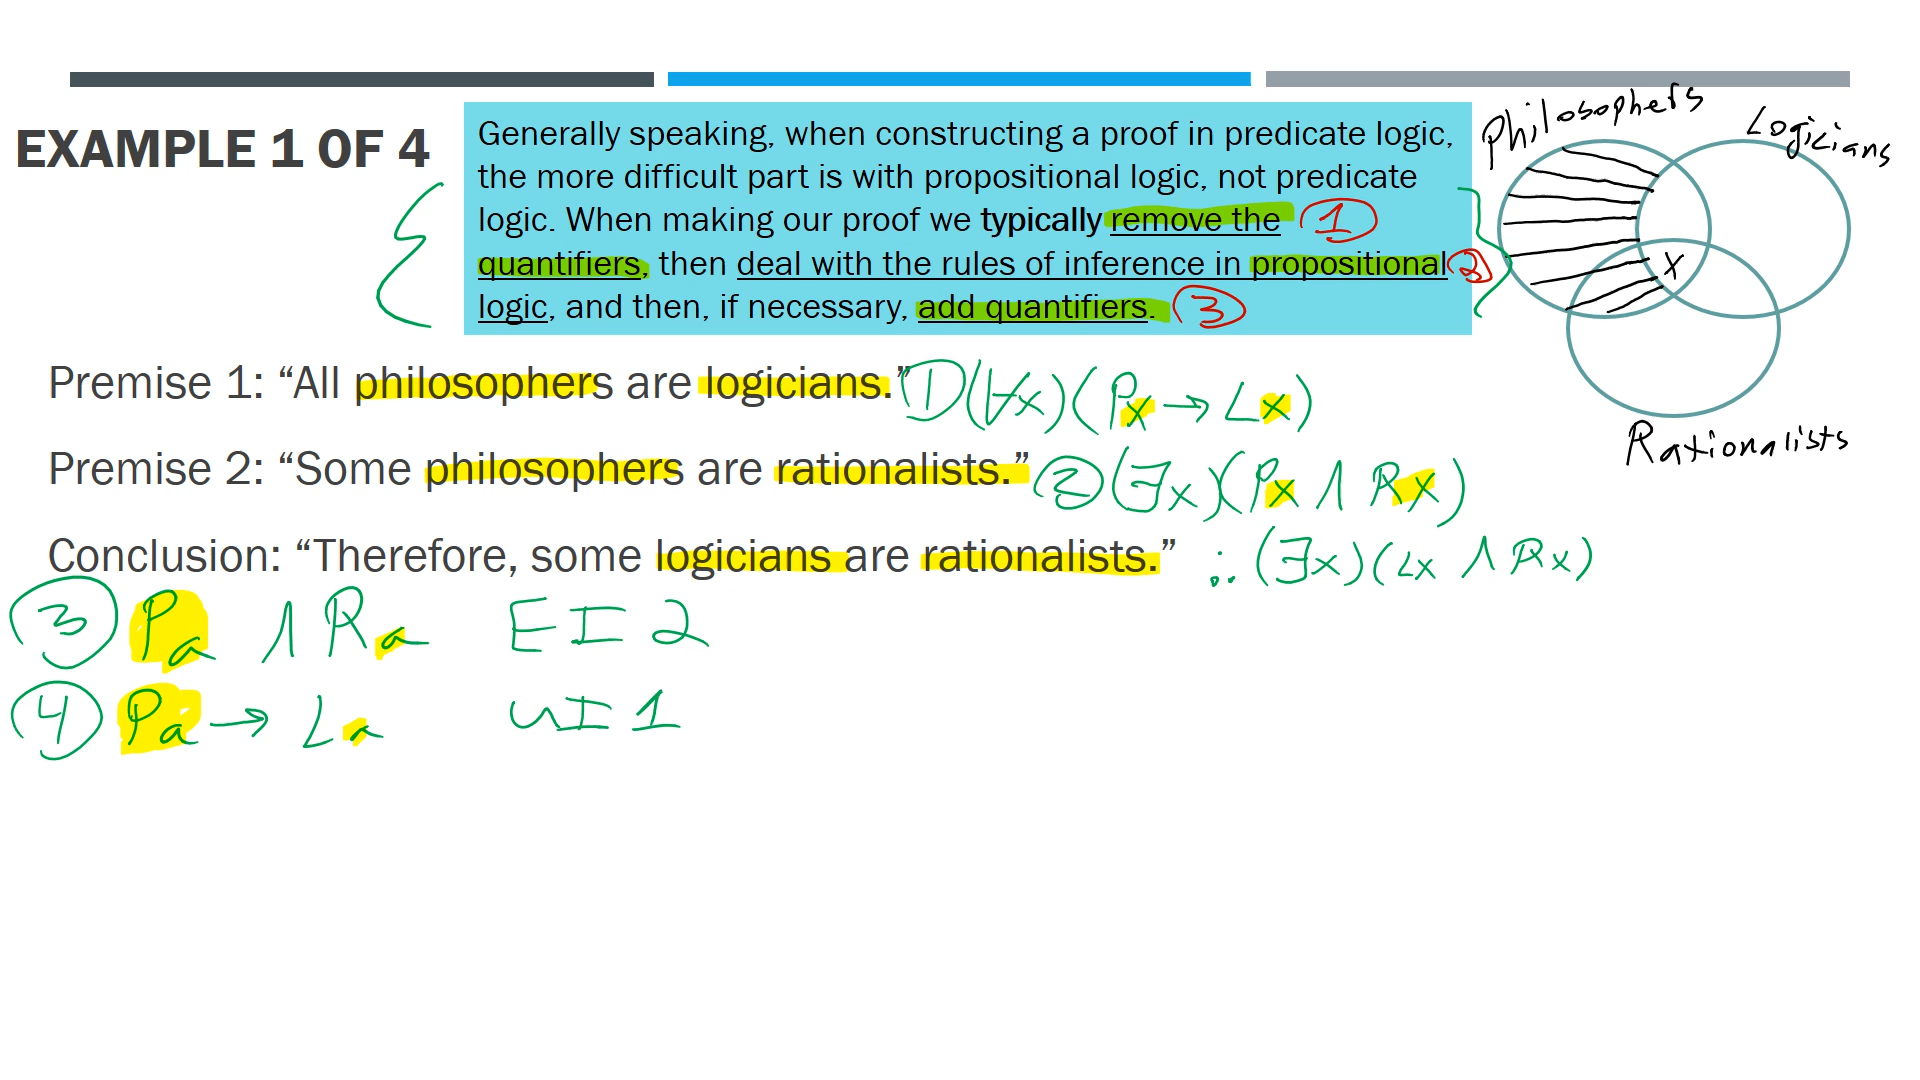 EXAMPLE 1 OF 4
Generally speaking, when constructing a proof in predicate logic,
the more difficult part is with propositional logic, not predicate
logic. When making our proof we typically remove the ①
quantifiers, then deal with the rules of inference in propositional ②
logic, and then, if necessary, add quantifiers. ③
Philosophers
Logicians
X
Rationalists
Premise 1: “All philosophers are logicians.” ① (∀x)(Px → Lx)
Premise 2: “Some philosophers are rationalists.” ② (∃x)(Px ∧ Rx)
Conclusion: “Therefore, some logicians are rationalists.” ∴ (∃x)(Lx ∧ Rx)
③ Pa ∧ Ra EI 2
④ Pa → La UI 1